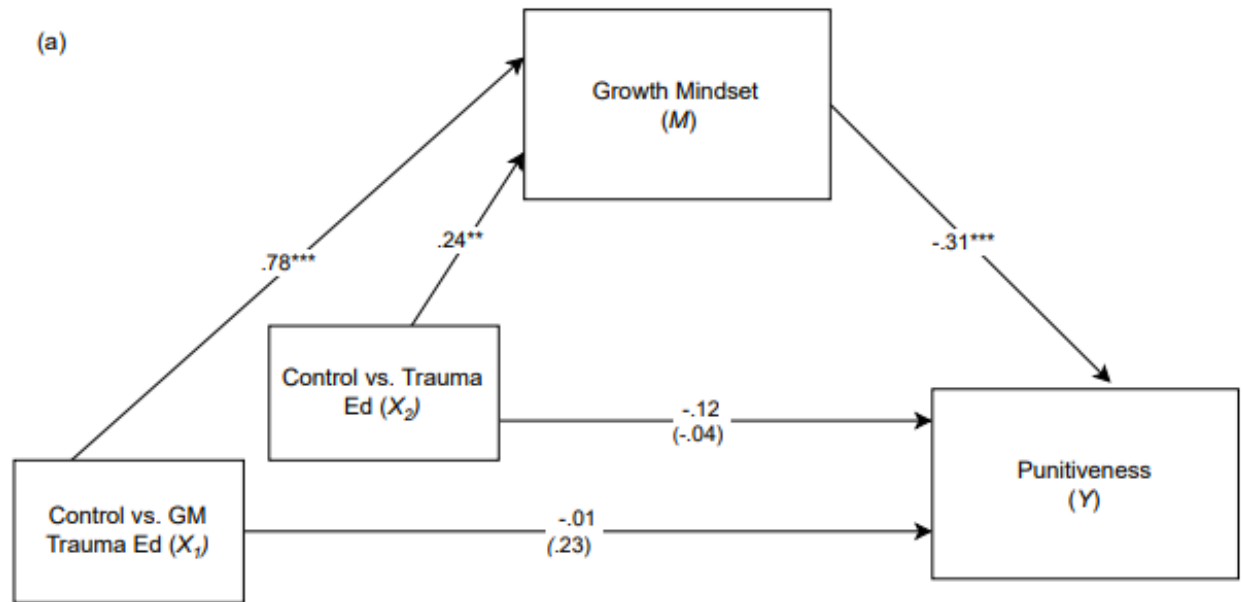 (a)
Growth Mindset
(M)
.78***
.24**
-.31***
Control vs. Trauma
Ed (X₂)
-.12
(-.04)
Control vs. GM
Trauma Ed (X₁)
-.01
(.23)
Punitiveness
(Y)